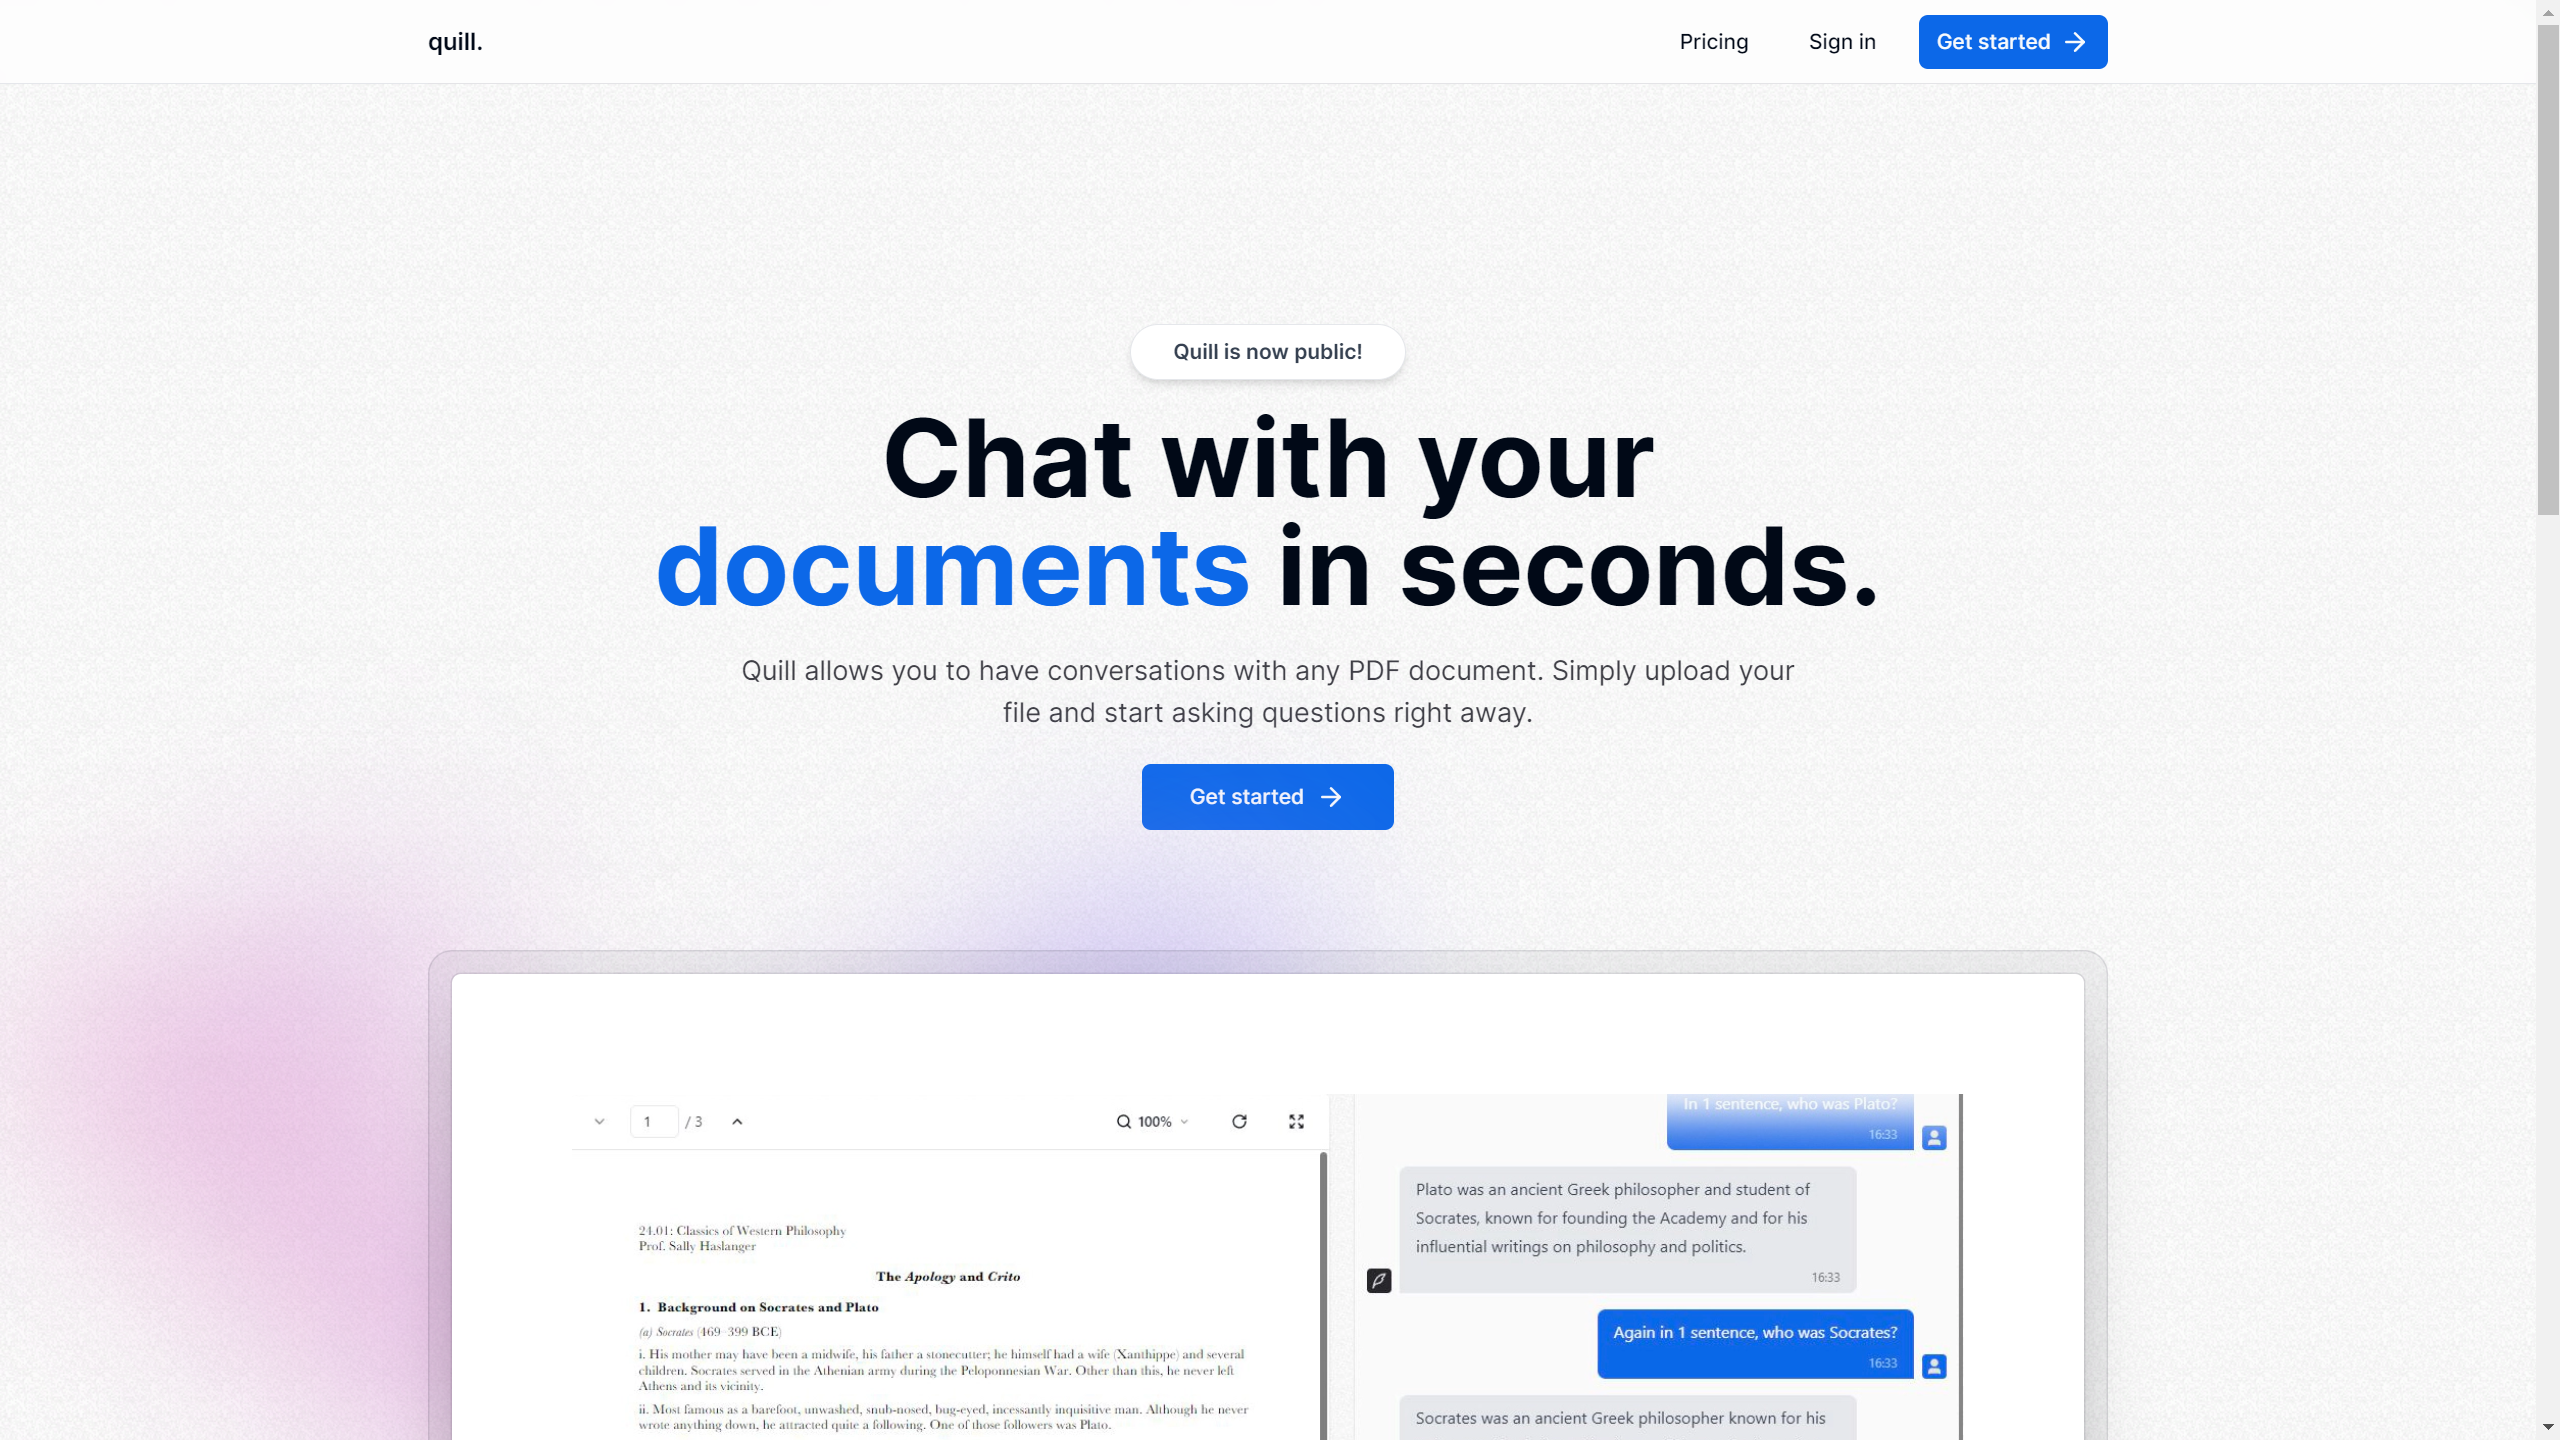 quill.
Pricing
Sign in
Get started
Quill is now public!
Chat with your
documents in seconds.
Quill allows you to have conversations with any PDF document. Simply upload your
file and start asking questions right away.
Get started
1 / 3
100%
24.01: Classics of Western Philosophy
Prof. Sally Haslanger
The Apology and Crito
1. Background on Socrates and Plato
(a) Socrates (469–399 BCE)
i. His mother may have been a midwife, his father a stonecutter; he himself had a wife (Xanthippe) and several
children. Socrates served in the Athenian army during the Peloponnesian War. Other than this, he never left
Athens and its vicinity.
ii. Most famous as a barefoot, unwashed, snub-nosed, bug-eyed, incessantly inquisitive man. Although he never
wrote anything down, he attracted quite a following. One of those followers was Plato.
In 1 sentence, who was Plato?
16:33
Plato was an ancient Greek philosopher and student of
Socrates, known for founding the Academy and for his
influential writings on philosophy and politics.
16:33
Again in 1 sentence, who was Socrates?
16:33
Socrates was an ancient Greek philosopher known for his